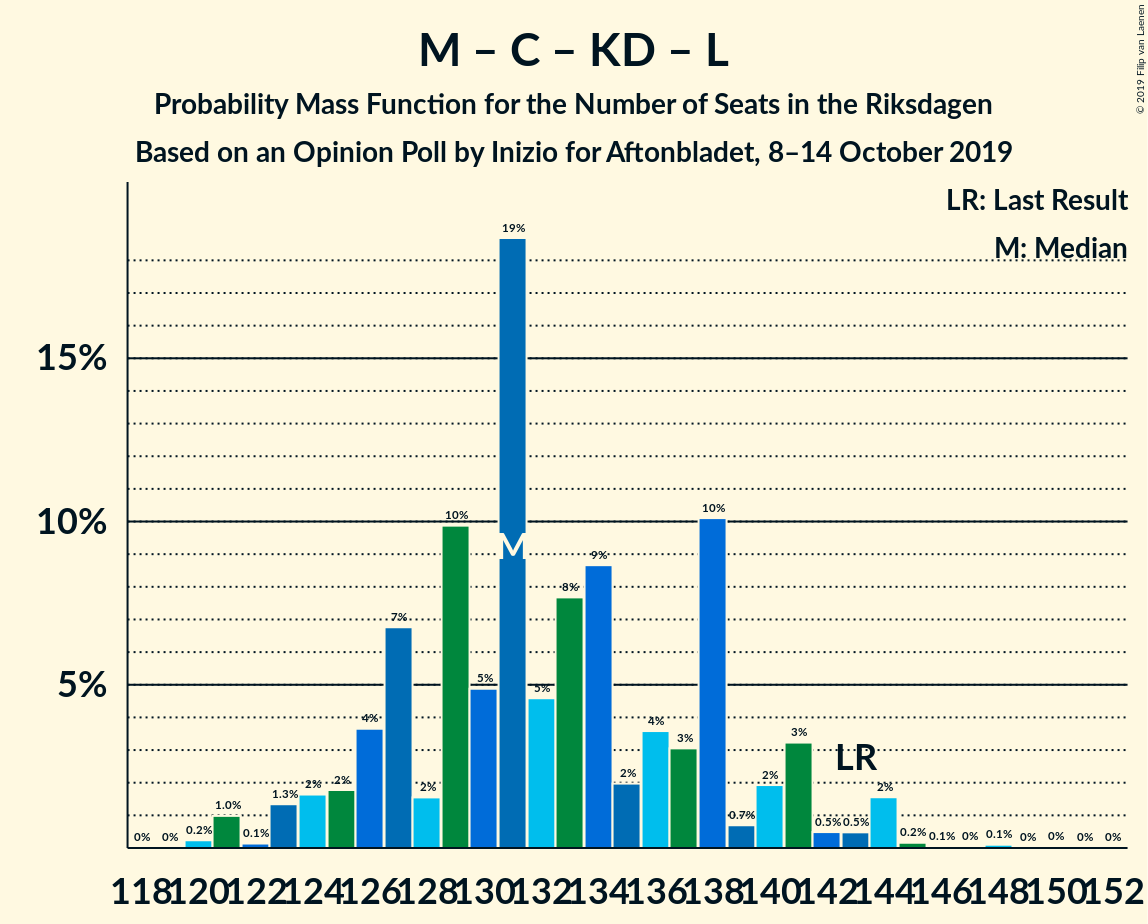 M – C – KD – L
Probability Mass Function for the Number of Seats in the Riksdagen
Based on an Opinion Poll by Inizio for Aftonbladet, 8–14 October 2019
© 2019 Filip van Laenen
LR: Last Result
M: Median
15%
10%
5%
0% 0% 0.2% 1.0% 0.1% 1.3% 2% 2% 4% 7% 2% 10% 5% 19% 5% 8% 9% 2% 4% 3% 10% 0.7% 2% 3% 0.5% 0.5% 2% 0.2% 0.1% 0% 0.1% 0% 0% 0% 0%
M
LR
118 120 122 124 126 128 130 132 134 136 138 140 142 144 146 148 150 152